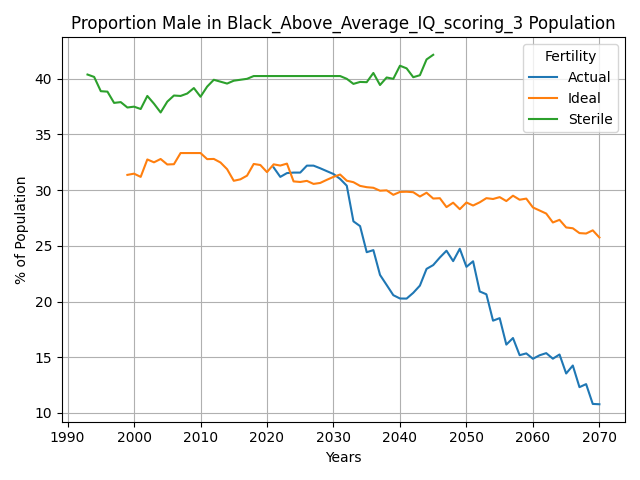 Proportion Male in Black_Above_Average_IQ_scoring_3 Population
Fertility
Actual
Ideal
Sterile
% of Population
40
35
30
25
20
15
10
1990
2000
2010
2020
2030
2040
2050
2060
2070
Years